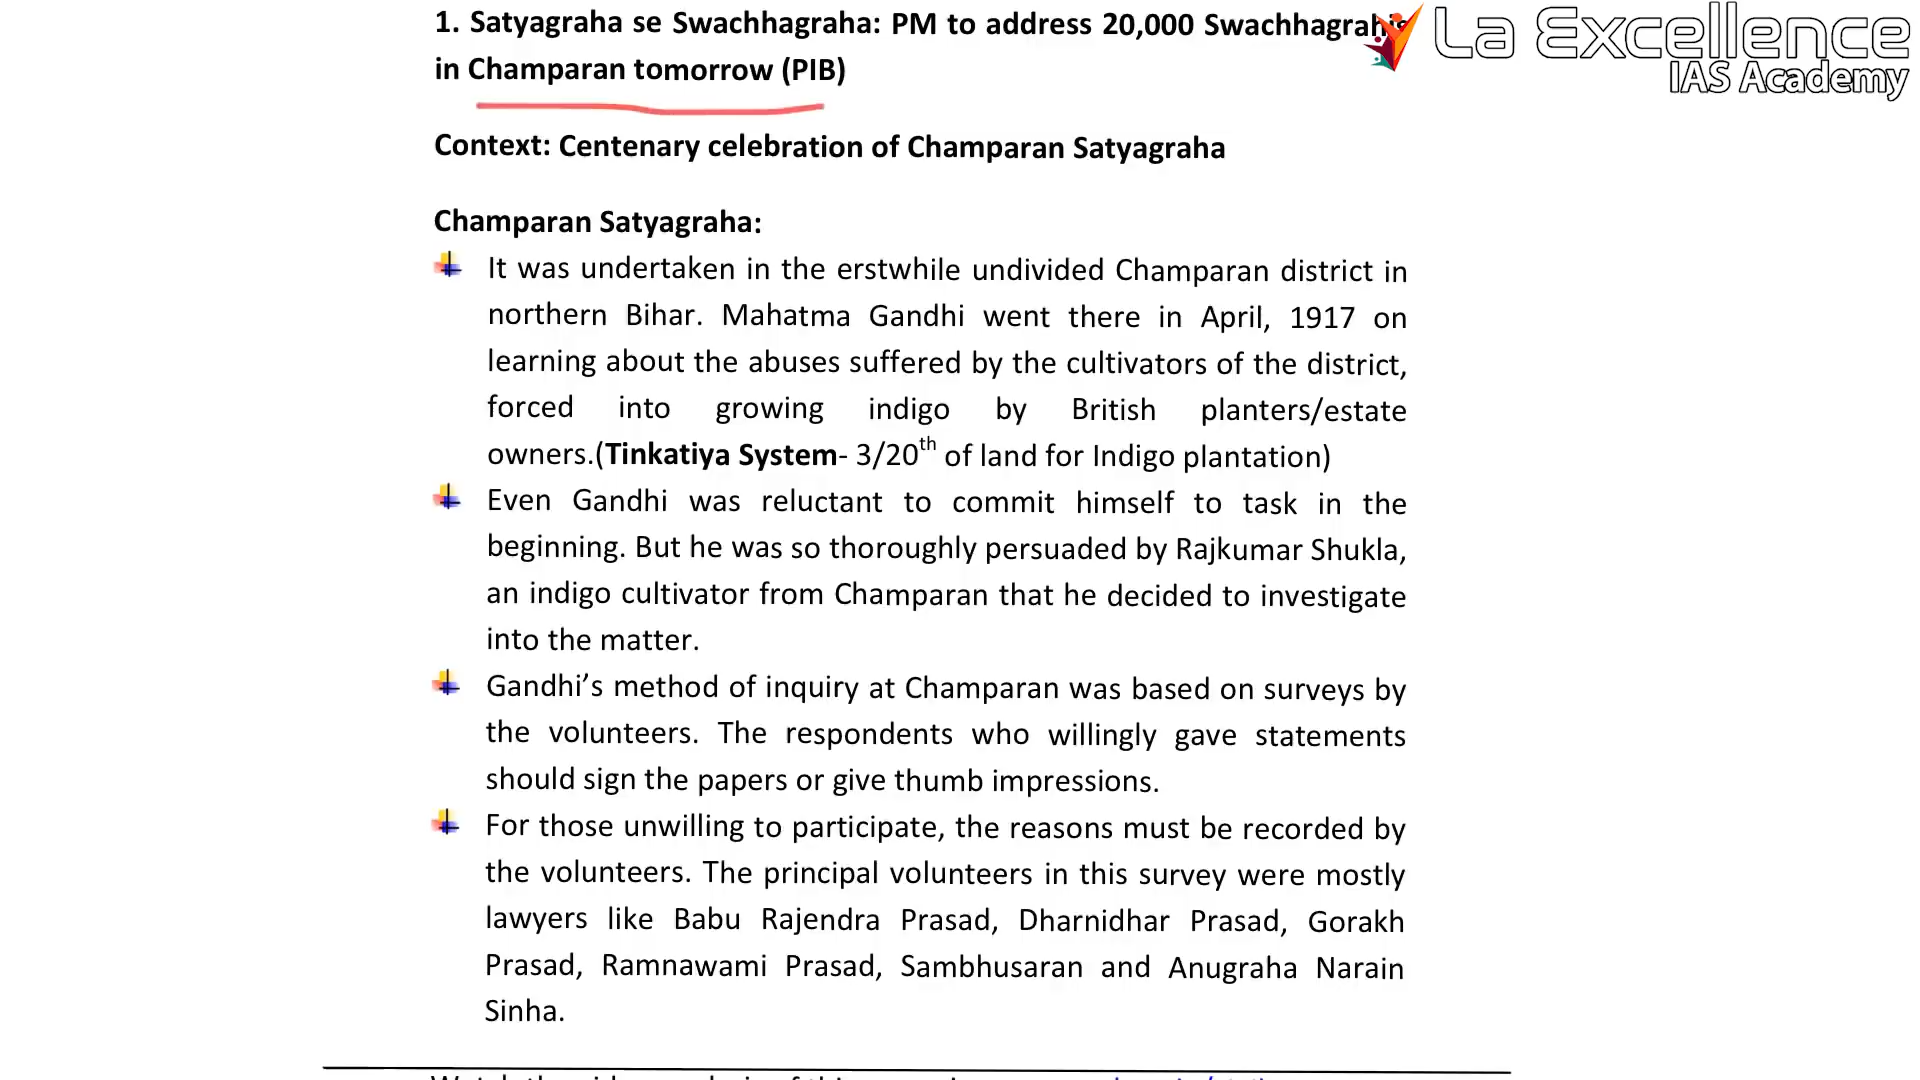 1. Satyagraha se Swachhagraha: PM to address 20,000 Swachhagrahis
in Champaran tomorrow (PIB)
La Excellence
IAS Academy
Context: Centenary celebration of Champaran Satyagraha
Champaran Satyagraha:
It was undertaken in the erstwhile undivided Champaran district in
northern Bihar. Mahatma Gandhi went there in April, 1917 on
learning about the abuses suffered by the cultivators of the district,
forced into growing indigo by British planters/estate
owners.(Tinkatiya System- 3/20th of land for Indigo plantation)
Even Gandhi was reluctant to commit himself to task in the
beginning. But he was so thoroughly persuaded by Rajkumar Shukla,
an indigo cultivator from Champaran that he decided to investigate
into the matter.
Gandhi’s method of inquiry at Champaran was based on surveys by
the volunteers. The respondents who willingly gave statements
should sign the papers or give thumb impressions.
For those unwilling to participate, the reasons must be recorded by
the volunteers. The principal volunteers in this survey were mostly
lawyers like Babu Rajendra Prasad, Dharnidhar Prasad, Gorakh
Prasad, Ramnawami Prasad, Sambhusaran and Anugraha Narain
Sinha.